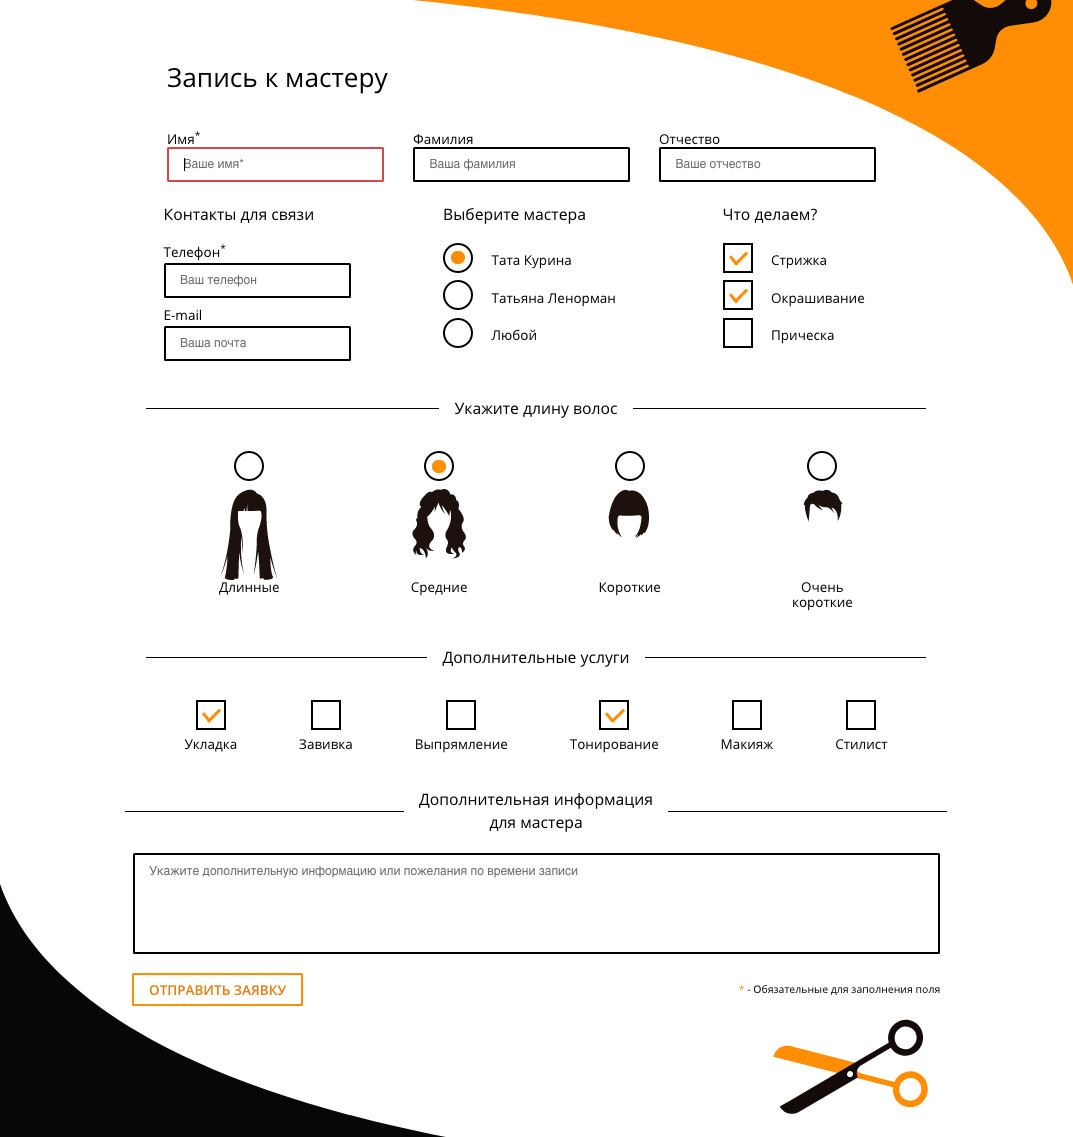 Запись к мастеру
Имя* Фамилия Отчество
Ваше имя* Ваша фамилия Ваше отчество
Контакты для связи
Телефон*
Ваш телефон
E-mail
Ваша почта
Выберите мастера
Тата Курина
Татьяна Ленорман
Любой
Что делаем?
Стрижка
Окрашивание
Прическа
Укажите длину волос
Длинные Средние Короткие Очень
короткие
Дополнительные услуги
Укладка Завивка Выпрямление Тонирование Макияж Стилист
Дополнительная информация
для мастера
Укажите дополнительную информацию или пожелания по времени записи
ОТПРАВИТЬ ЗАЯВКУ * - Обязательные для заполнения поля